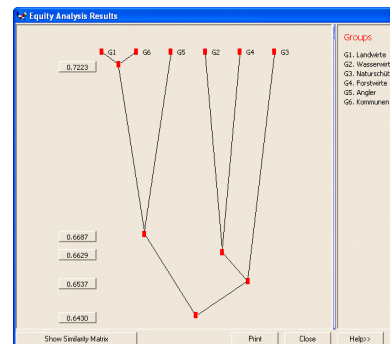 Equity Analysis Results
G1 G6 G5 G2 G4 G3
0.7223
0.6687
0.6629
0.6537
0.6430
Groups
G1. Landwirte
G2. Wasserwirt
G3. Naturschüt
G4. Forstwirte
G5. Angler
G6. Kommunen
Show Similarity Matrix Print Close Help>>